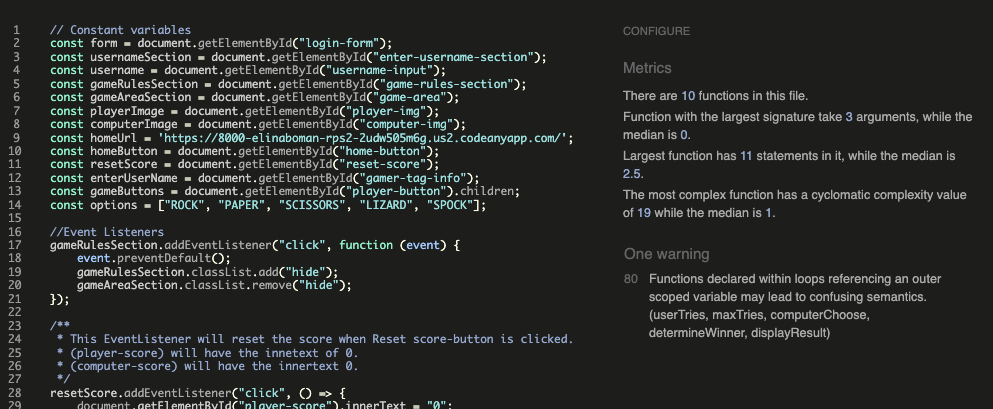 1 // Constant variables
2 const form = document.getElementById("login-form");
3 const usernameSection = document.getElementById("enter-username-section");
4 const username = document.getElementById("username-input");
5 const gameRulesSection = document.getElementById("game-rules-section");
6 const gameAreaSection = document.getElementById("game-area");
7 const playerImage = document.getElementById("player-img");
8 const computerImage = document.getElementById("computer-img");
9 const homeUrl = 'https://8000-elinaboman-rps2-2udw505m6g.us2.codeanyapp.com/';
10 const homeButton = document.getElementById("home-button");
11 const resetScore = document.getElementById("reset-score");
12 const enterUserName = document.getElementById("gamer-tag-info");
13 const gameButtons = document.getElementById("player-button").children;
14 const options = ["ROCK", "PAPER", "SCISSORS", "LIZARD", "SPOCK"];
15
16 //Event Listeners
17 gameRulesSection.addEventListener("click", function (event) {
18 event.preventDefault();
19 gameRulesSection.classList.add("hide");
20 gameAreaSection.classList.remove("hide");
21 });
22
23 /**
24 * This EventListener will reset the score when Reset score-button is clicked.
25 * (player-score) will have the innetext of 0.
26 * (computer-score) will have the innertext 0.
27 */
28 resetScore.addEventListener("click", () => {
29 document.getElementById("player-score").innerText = "0";
CONFIGURE
Metrics
There are 10 functions in this file.
Function with the largest signature take 3 arguments, while the
median is 0.
Largest function has 11 statements in it, while the median is
2.5.
The most complex function has a cyclomatic complexity value
of 19 while the median is 1.
One warning
80 Functions declared within loops referencing an outer
scoped variable may lead to confusing semantics.
(userTries, maxTries, computerChoose,
determineWinner, displayResult)